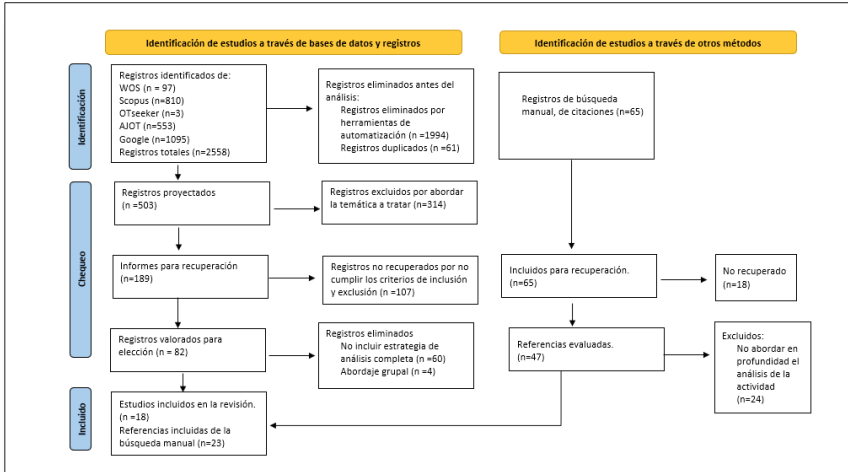 Identificación de estudios a través de bases de datos y registros
Identificación de estudios a través de otros métodos
Identificación
Registros identificados de:
WOS (n = 97)
Scopus (n=810)
OTseeker (n=3)
AJOT (n=553)
Google (n=1095)
Registros totales (n=2558)
Registros eliminados antes del
análisis:
Registros eliminados por
herramientas de
automatización (n =1994)
Registros duplicados (n =61)
Registros de búsqueda
manual, de citaciones (n=65)
Chequeo
Registros proyectados
(n =503)
Registros excluidos por abordar
la temática a tratar (n=314)
Informes para recuperación
(n=189)
Registros no recuperados por no
cumplir los criterios de inclusión
y exclusión (n =107)
Incluidos para recuperación.
(n=65)
No recuperado
(n=18)
Registros valorados para
elección (n = 82)
Registros eliminados
No incluir estrategia de
análisis completa (n =60)
Abordaje grupal (n =4)
Referencias evaluadas.
(n=47)
Excluidos:
No abordar en
profundidad el
análisis de la
actividad
(n=24)
Incluido
Estudios incluidos en la revisión.
(n =18)
Referencias incluidas de la
búsqueda manual (n=23)